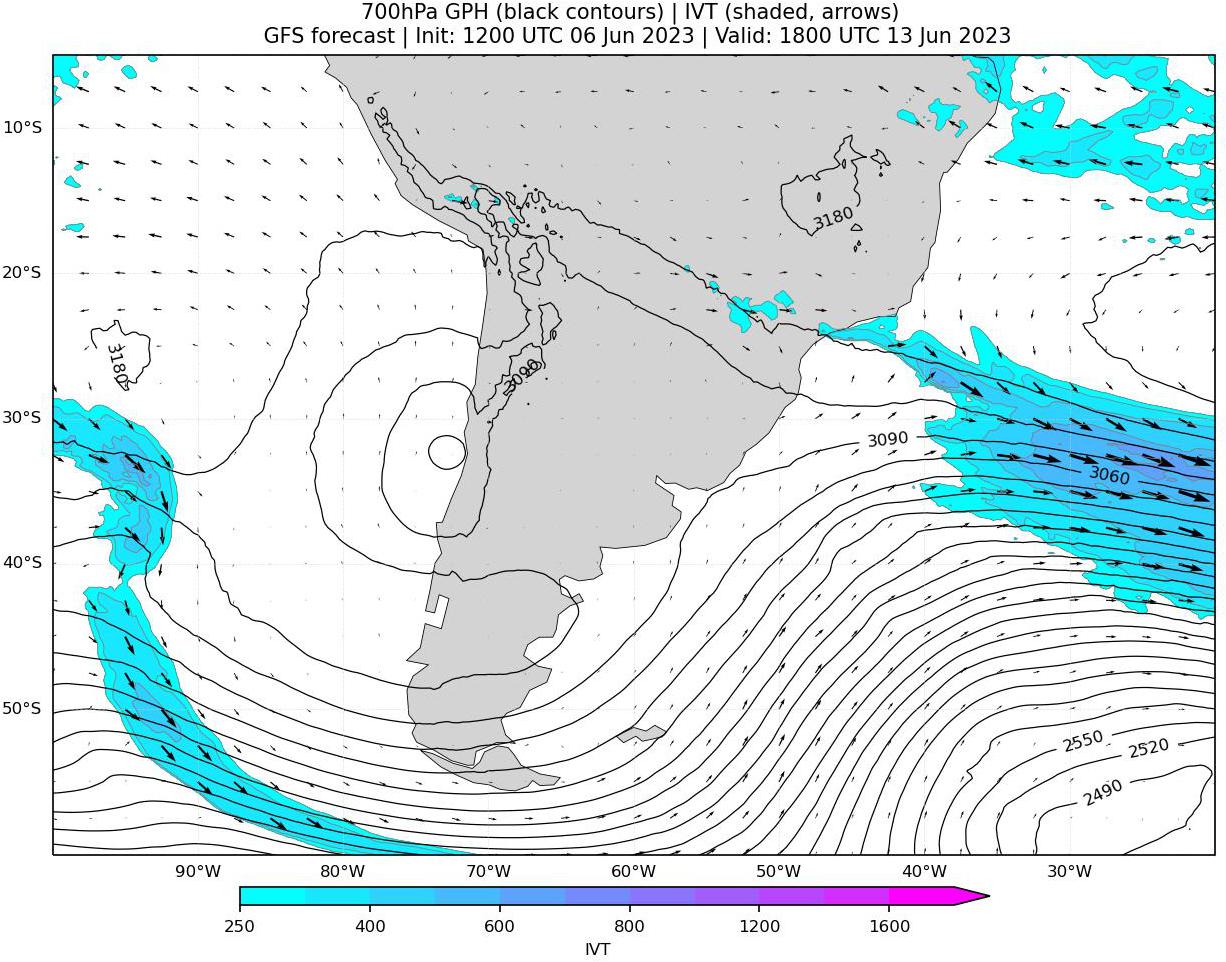 700hPa GPH (black contours) | IVT (shaded, arrows)
GFS forecast | Init: 1200 UTC 06 Jun 2023 | Valid: 1800 UTC 13 Jun 2023
10°S
3180
20°S
3180
3090
30°S
3090
3060
40°S
50°S
2550
2520
2490
90°W 80°W 70°W 60°W 50°W 40°W 30°W
250 400 600 800 1200 1600
IVT